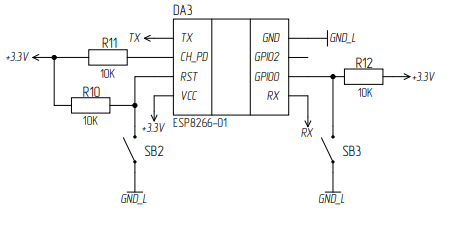 DA3
R11
TX
TX
GND
GND_L
+3.3V
CH_PD
GPIO2
R12
10K
RST
GPIO0
+3.3V
R10
VCC
RX
10K
10K
+3.3V
ESP8266-01
RX
SB2
SB3
GND_L
GND_L